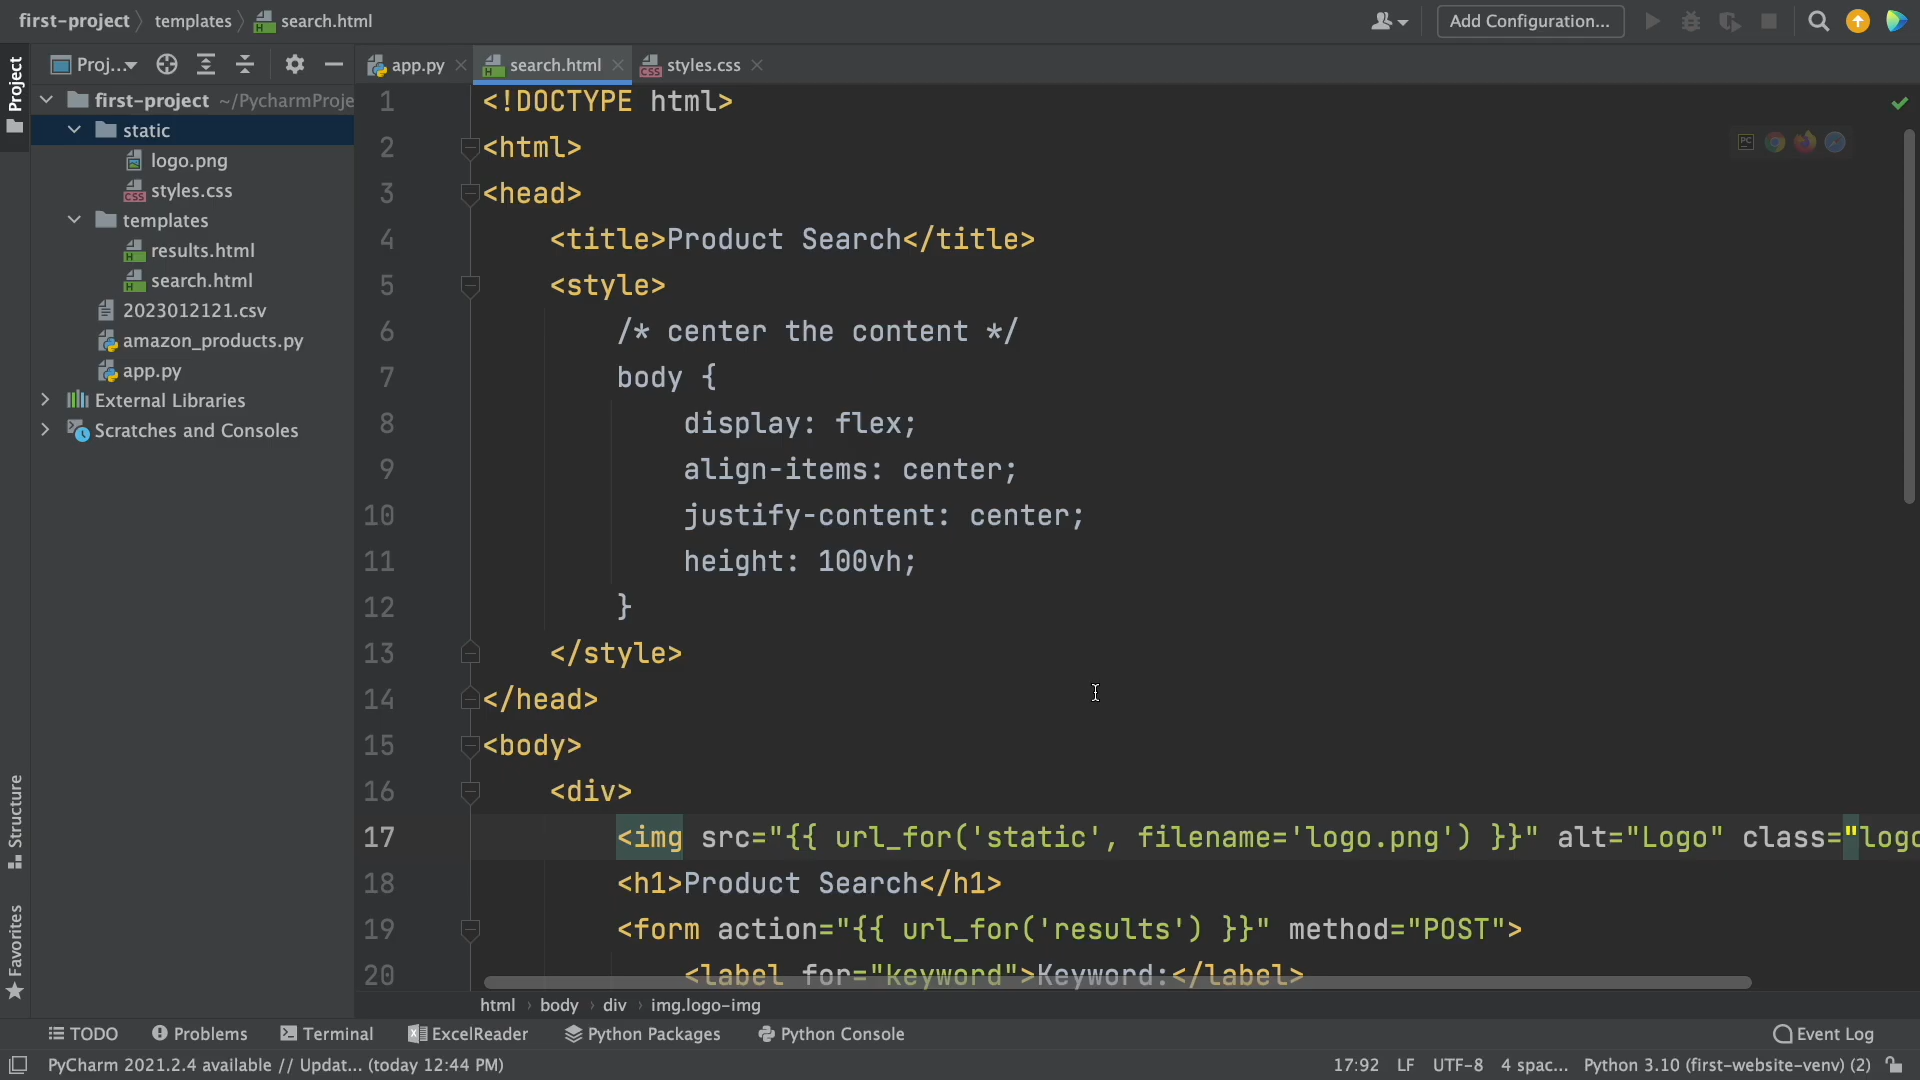 first-project templates search.html
Add Configuration...
Project
Proj...
app.py search.html styles.css
first-project ~/PycharmProje
static
logo.png
styles.css
templates
results.html
search.html
2023012121.csv
amazon_products.py
app.py
External Libraries
Scratches and Consoles
1 <!DOCTYPE html>
2 <html>
3 <head>
4 <title>Product Search</title>
5 <style>
6 /* center the content */
7 body {
8 display: flex;
9 align-items: center;
10 justify-content: center;
11 height: 100vh;
12 }
13 </style>
14 </head>
15 <body>
16 <div>
17 <img src="{{ url_for('static', filename='logo.png') }}" alt="Logo" class="logo
18 <h1>Product Search</h1>
19 <form action="{{ url_for('results') }}" method="POST">
20 <label for="keyword">Keyword:</label>
html body div img.logo-img
Structure
Favorites
TODO Problems Terminal ExcelReader Python Packages Python Console Event Log
PyCharm 2021.2.4 available // Updat... (today 12:44 PM) 17:92 LF UTF-8 4 spac... Python 3.10 (first-website-venv) (2)